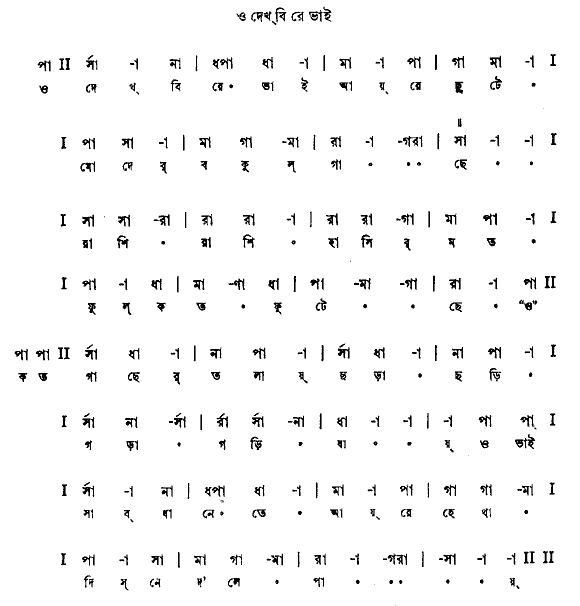 ও দেখ্‌বি রে ভাই
পা II র্সা -া না | ধপা ধা -া | মা -া পা | গা মা -া I
ও দে খ্ বি রে॰ ভা ই আ য়্ রে ছু টে ॰
॥
I পা সা -া | মা গা -মা | রা -া -গরা | সা -া -া I
মো দে র্ ব কু ল্ গা ॰ ॰॰ ছে ॰ ॰
I সা সা -রা | রা রা -া | রা রা -গা | মা পা -া I
রা শি ॰ রা শি ॰ হা সি র্ ম ত ॰
I পা -া ধা | মা -ণা ধা | পা -মা -গা | রা -া পা II
ফু ল্ ক ত ॰ ফু টে ॰ ॰ ছে ॰ "ও"
পা পা II র্সা ধা -া | না পা -া | র্সা ধা -া | না পা -া I
ক ত গা ছে র্ ত লা য়্ ছ ড়া ॰ ছ ড়ি ॰
I র্সা না -র্সা | র্রা র্সা -না | ধা -া -া | -া পা পা I
গ ড়া ॰ গ ড়ি ॰ যা ॰ ॰ য়্ ও ভাই
I র্সা -া না | ধপা ধা -া | মা -া পা | গা গা -মা I
সা ব্ ধা নে॰ তে ॰ আ য়্ রে হে থা ॰
I পা -া সা | মা গা -মা | রা -া -গরা | -সা -া -া II II
দি স্ নে দ' লে ॰ পা ॰ ॰॰ ॰ ॰ য়্